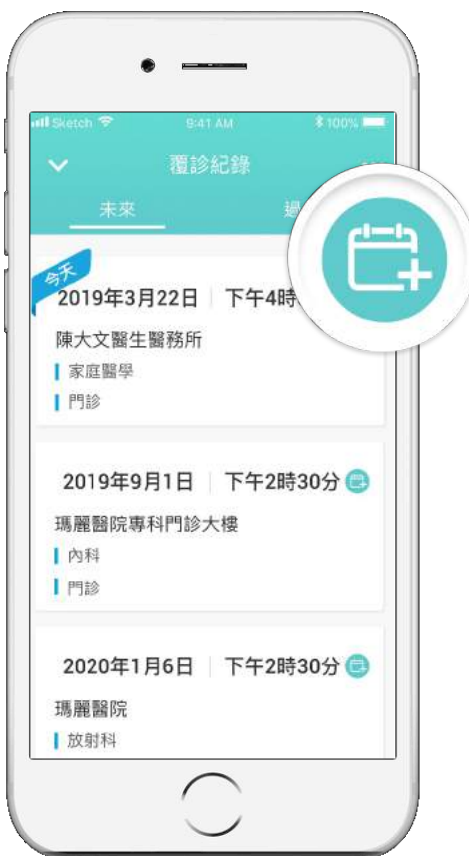 Sketch 9:41 AM 100%
覆診紀錄
未來
今天
2019年3月22日 下午4時
陳大文醫生醫務所
家庭醫學
門診
2019年9月1日 下午2時30分
瑪麗醫院專科門診大樓
內科
門診
2020年1月6日 下午2時30分
瑪麗醫院
放射科